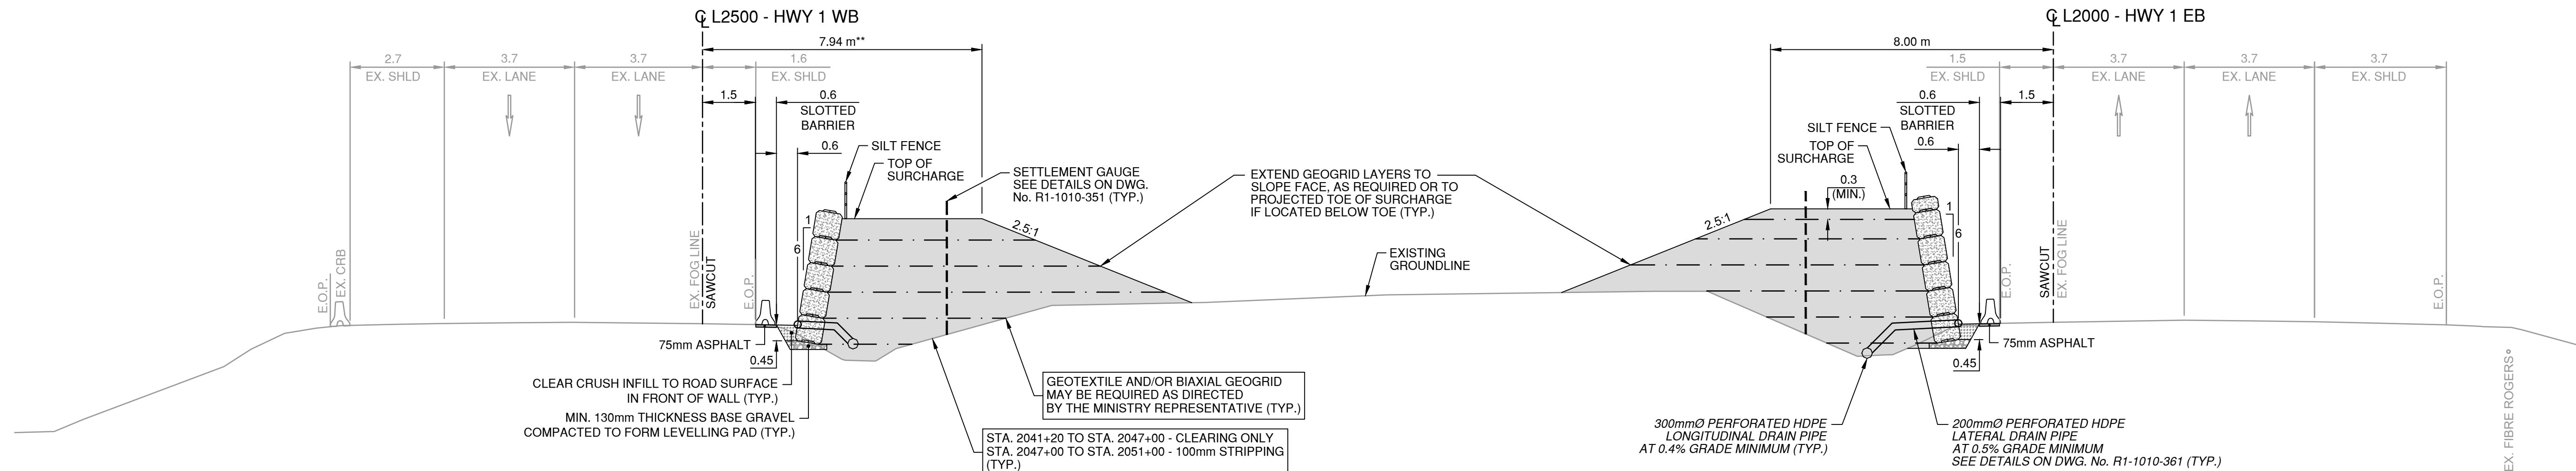 ℄ L2500 - HWY 1 WB
℄ L2000 - HWY 1 EB
7.94 m**
8.00 m
2.7
EX. SHLD
3.7
EX. LANE
3.7
EX. LANE
1.6
EX. SHLD
1.5
EX. SHLD
3.7
EX. LANE
3.7
EX. LANE
3.7
EX. SHLD
1.5
0.6
SLOTTED
BARRIER
0.6
SILT FENCE
TOP OF
SURCHARGE
SETTLEMENT GAUGE
SEE DETAILS ON DWG.
No. R1-1010-351 (TYP.)
EXTEND GEOGRID LAYERS TO
SLOPE FACE, AS REQUIRED OR TO
PROJECTED TOE OF SURCHARGE
IF LOCATED BELOW TOE (TYP.)
0.6
SLOTTED
BARRIER
1.5
0.6
SILT FENCE
TOP OF
SURCHARGE
0.3
(MIN.)
1
6
2.5:1
2.5:1
1
6
EXISTING
GROUNDLINE
E.O.P.
EX. CRB
EX. FOG LINE
SAWCUT
E.O.P.
E.O.P.
SAWCUT
EX. FOG LINE
E.O.P.
75mm ASPHALT
0.45
75mm ASPHALT
0.45
CLEAR CRUSH INFILL TO ROAD SURFACE
IN FRONT OF WALL (TYP.)
MIN. 130mm THICKNESS BASE GRAVEL
COMPACTED TO FORM LEVELLING PAD (TYP.)
GEOTEXTILE AND/OR BIAXIAL GEOGRID
MAY BE REQUIRED AS DIRECTED
BY THE MINISTRY REPRESENTATIVE (TYP.)
STA. 2041+20 TO STA. 2047+00 - CLEARING ONLY
STA. 2047+00 TO STA. 2051+00 - 100mm STRIPPING
(TYP.)
300mmØ PERFORATED HDPE
LONGITUDINAL DRAIN PIPE
AT 0.4% GRADE MINIMUM (TYP.)
200mmØ PERFORATED HDPE
LATERAL DRAIN PIPE
AT 0.5% GRADE MINIMUM
SEE DETAILS ON DWG. No. R1-1010-361 (TYP.)
EX. FIBRE ROGERS